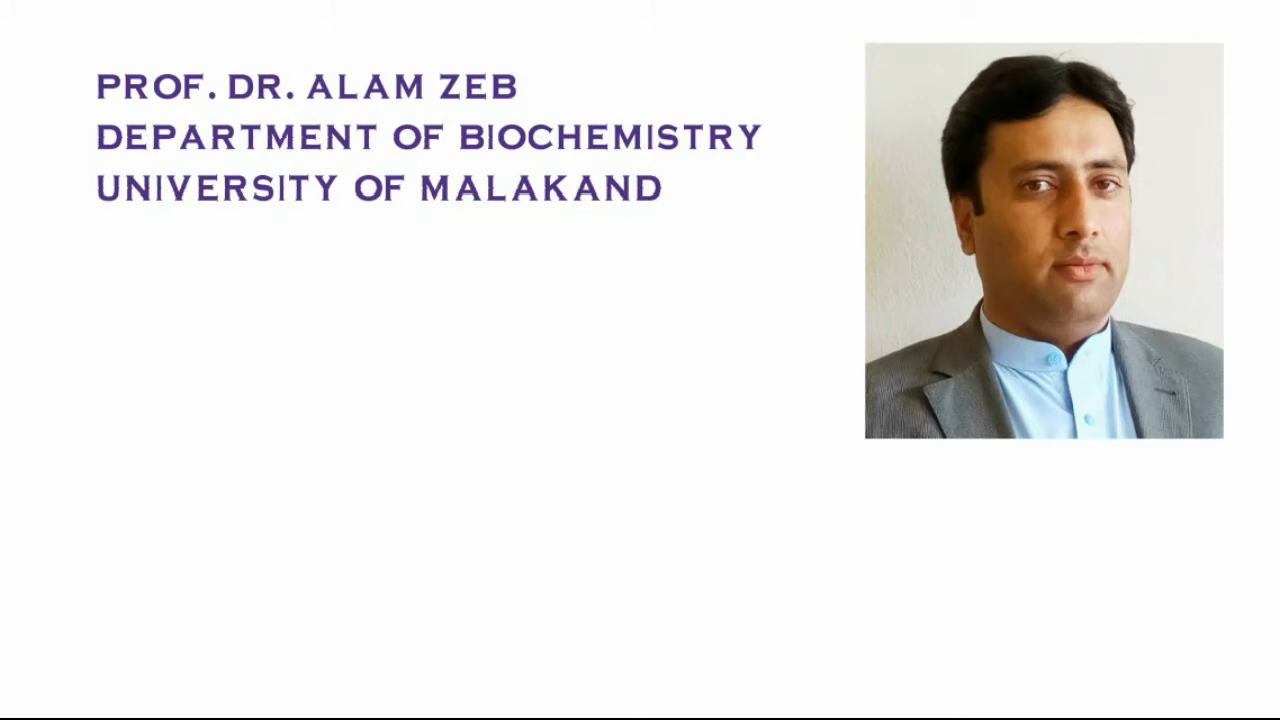 PROF. DR. ALAM ZEB
DEPARTMENT OF BIOCHEMISTRY
UNIVERSITY OF MALAKAND